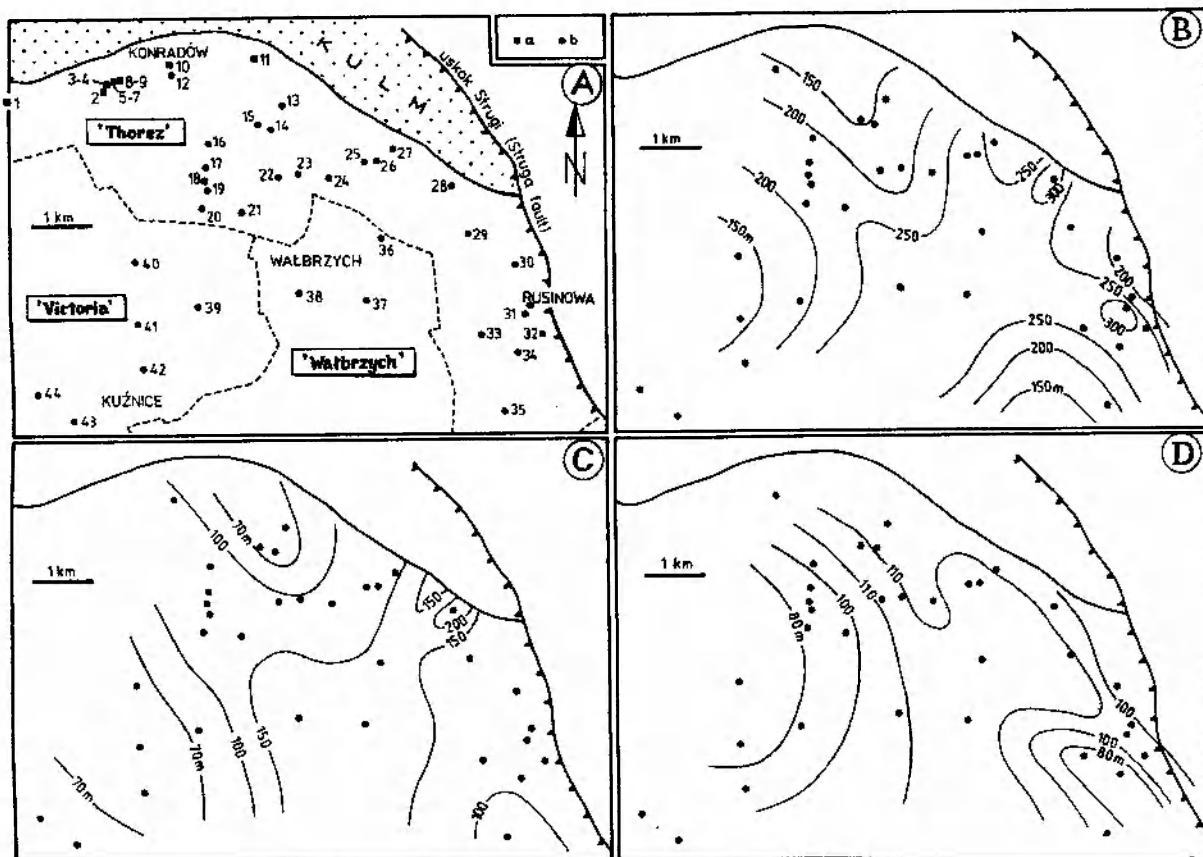 KONRADÓW
10
11
3-4
8-9
12
2
5-7
1
'Thorez'
13
15
14
16
17
18
19
20
21
22
23
24
25
26
27
28
29
30
KULM
uskok Strugi (Struga fault)
a
b
A
N
1 km
40
WAŁBRZYCH
36
38
37
39
'Victoria'
41
'Wałbrzych'
RUSINOWA
31
33
32
34
42
44
KUŹNICE
43
35
B
150
200
1 km
200
250
300
150m
250
200
250
300
250
200
150m
C
70m
100
1 km
150
200
150
150
100
70m
70m
100
D
1 km
110
110
100
80m
100
100
80m